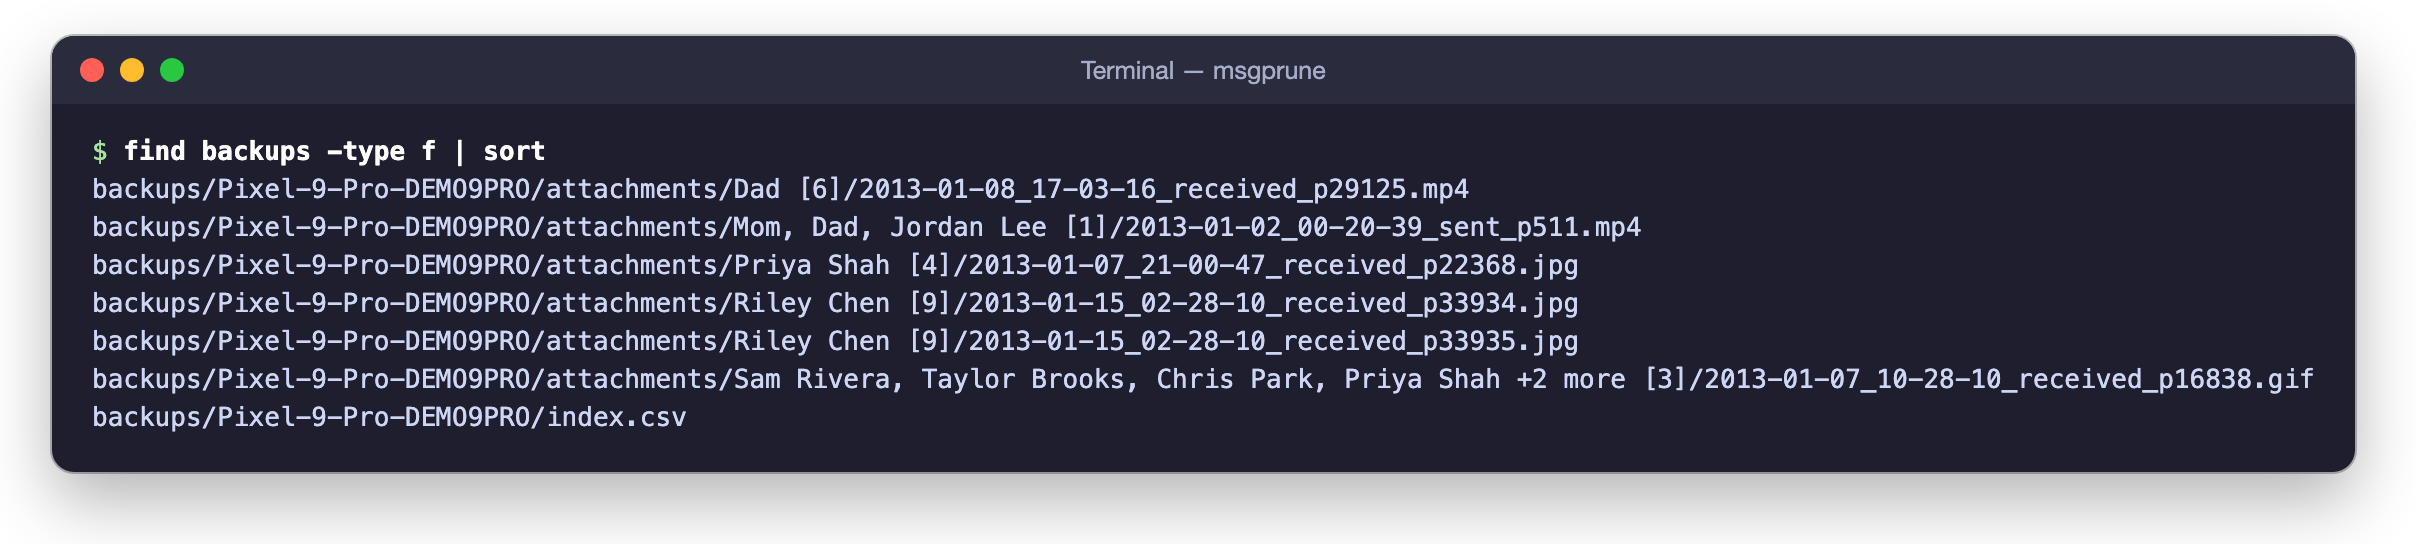 Terminal — msgprune
$ find backups -type f | sort
backups/Pixel-9-Pro-DEMO9PRO/attachments/Dad [6]/2013-01-08_17-03-16_received_p29125.mp4
backups/Pixel-9-Pro-DEMO9PRO/attachments/Mom, Dad, Jordan Lee [1]/2013-01-02_00-20-39_sent_p511.mp4
backups/Pixel-9-Pro-DEMO9PRO/attachments/Priya Shah [4]/2013-01-07_21-00-47_received_p22368.jpg
backups/Pixel-9-Pro-DEMO9PRO/attachments/Riley Chen [9]/2013-01-15_02-28-10_received_p33934.jpg
backups/Pixel-9-Pro-DEMO9PRO/attachments/Riley Chen [9]/2013-01-15_02-28-10_received_p33935.jpg
backups/Pixel-9-Pro-DEMO9PRO/attachments/Sam Rivera, Taylor Brooks, Chris Park, Priya Shah +2 more [3]/2013-01-07_10-28-10_received_p16838.gif
backups/Pixel-9-Pro-DEMO9PRO/index.csv